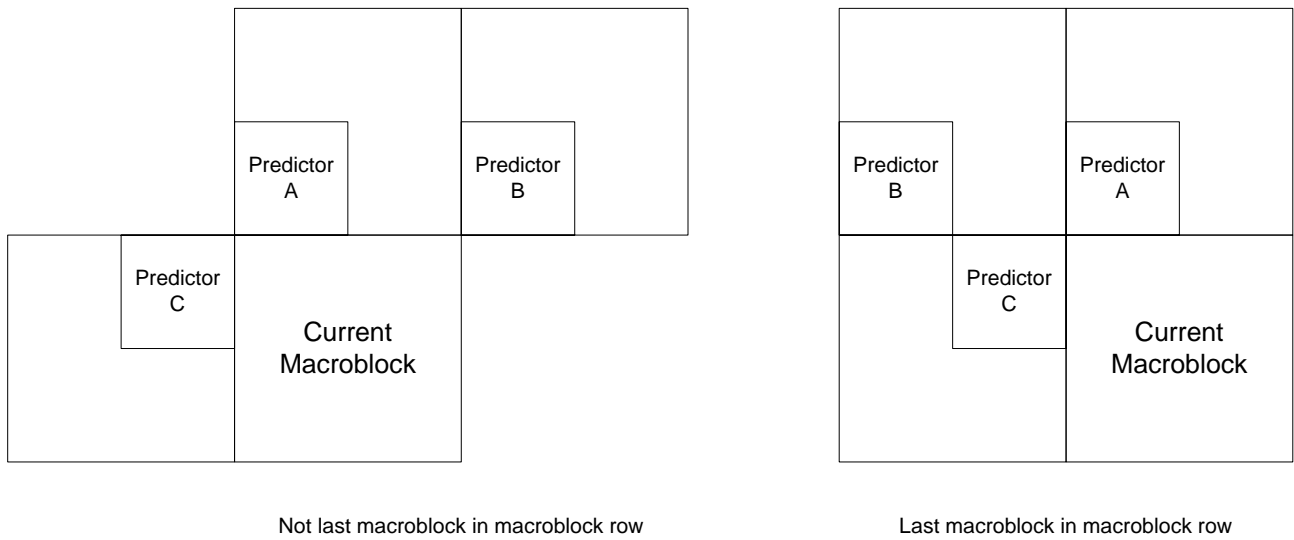 Predictor
A
Predictor
B
Predictor
C
Current
Macroblock
Not last macroblock in macroblock row
Predictor
B
Predictor
A
Predictor
C
Current
Macroblock
Last macroblock in macroblock row